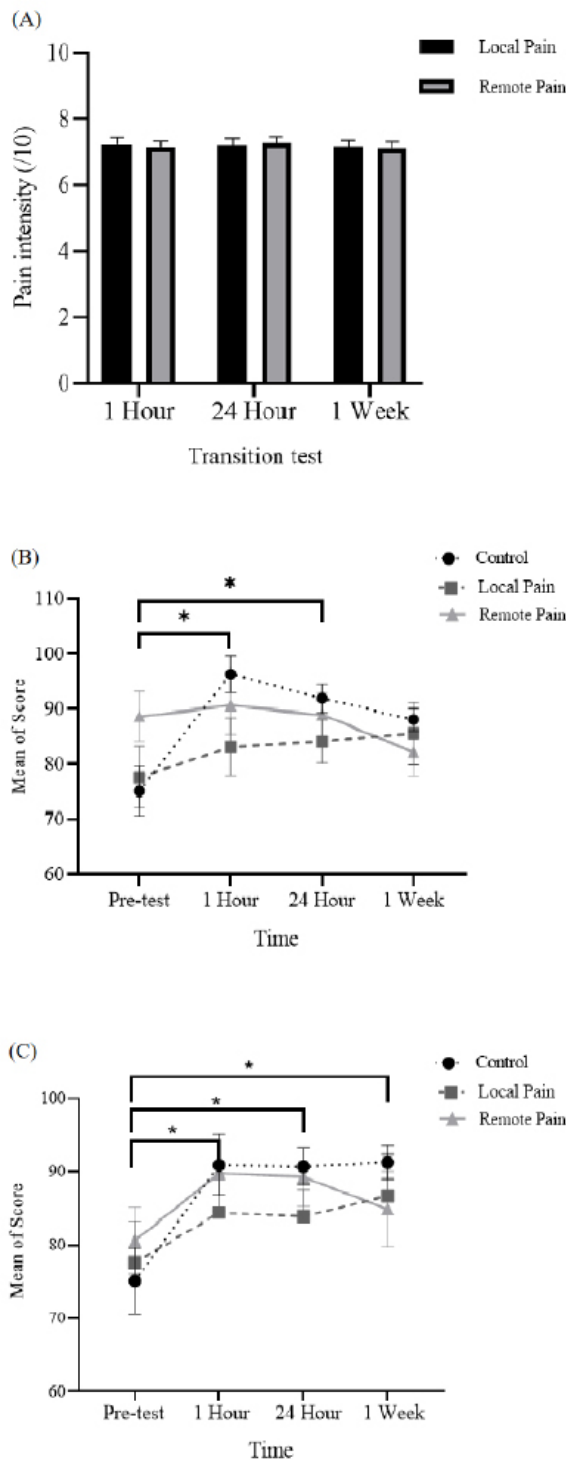 (A)
Local Pain
Remote Pain
Pain intensity (/10)
10
8
6
4
2
0
1 Hour 24 Hour 1 Week
Transition test
(B)
Control
Local Pain
Remote Pain
Mean of Score
110
100
90
80
70
60
*
*
Pre-test 1 Hour 24 Hour 1 Week
Time
(C)
Control
Local Pain
Remote Pain
Mean of Score
100
90
80
70
60
*
*
*
Pre-test 1 Hour 24 Hour 1 Week
Time